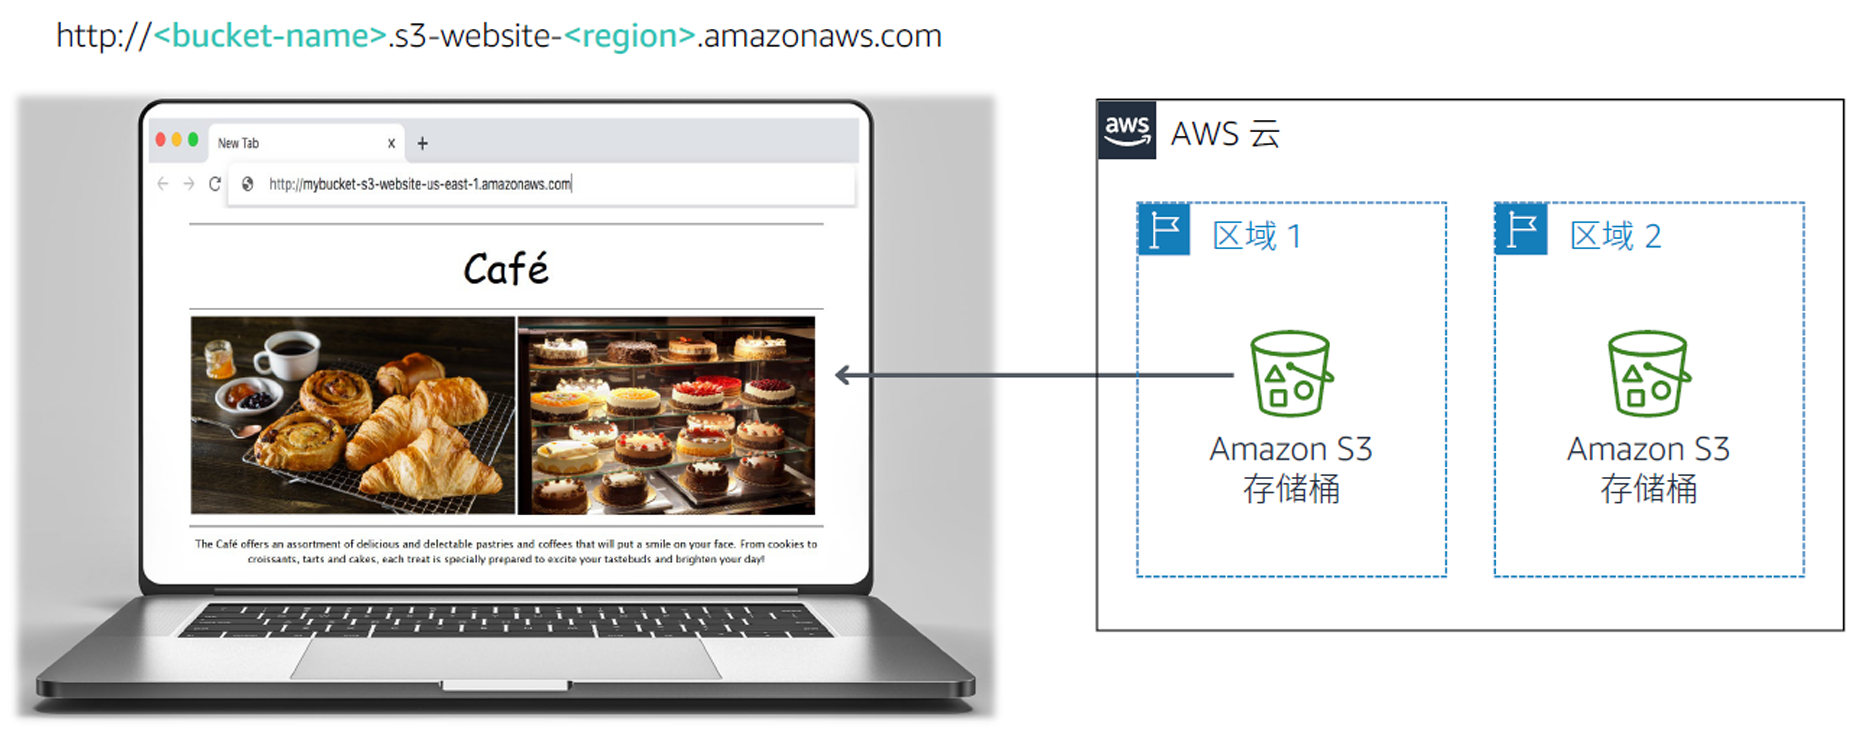 http://<bucket-name>.s3-website-<region>.amazonaws.com
New Tab
http://mybucket-s3-website-us-east-1.amazonaws.com
Café
The Café offers an assortment of delicious and delectable pastries and coffees that will put a smile on your face. From cookies to
croissants, tarts and cakes, each treat is specially prepared to excite your tastebuds and brighten your day!
aws
AWS 云
区域 1
区域 2
Amazon S3
存储桶
Amazon S3
存储桶